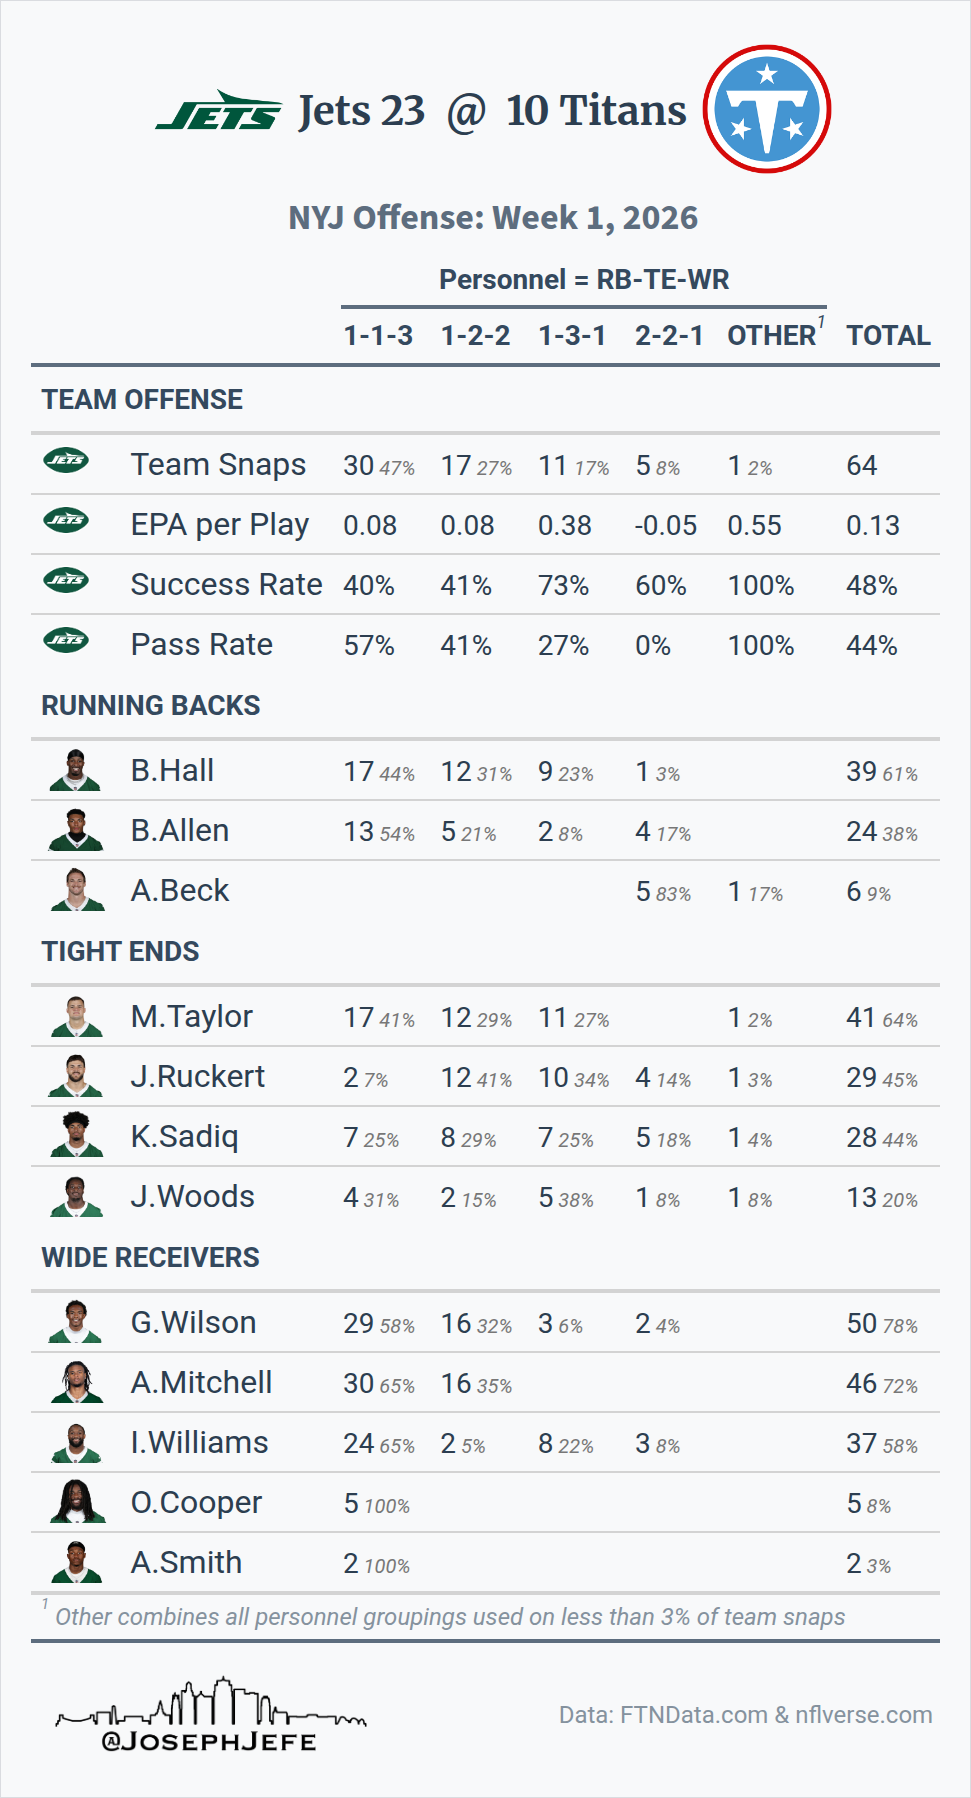 JETS Jets 23 @ 10 Titans T
NYJ Offense: Week 1, 2026
Personnel = RB-TE-WR
1-1-3 1-2-2 1-3-1 2-2-1 OTHER1 TOTAL
TEAM OFFENSE
JETS Team Snaps 30 47% 17 27% 11 17% 5 8% 1 2% 64
JETS EPA per Play 0.08 0.08 0.38 -0.05 0.55 0.13
JETS Success Rate 40% 41% 73% 60% 100% 48%
JETS Pass Rate 57% 41% 27% 0% 100% 44%
RUNNING BACKS
B.Hall 17 44% 12 31% 9 23% 1 3% 39 61%
B.Allen 13 54% 5 21% 2 8% 4 17% 24 38%
A.Beck 5 83% 1 17% 6 9%
TIGHT ENDS
M.Taylor 17 41% 12 29% 11 27% 1 2% 41 64%
J.Ruckert 2 7% 12 41% 10 34% 4 14% 1 3% 29 45%
K.Sadiq 7 25% 8 29% 7 25% 5 18% 1 4% 28 44%
J.Woods 4 31% 2 15% 5 38% 1 8% 1 8% 13 20%
WIDE RECEIVERS
G.Wilson 29 58% 16 32% 3 6% 2 4% 50 78%
A.Mitchell 30 65% 16 35% 46 72%
I.Williams 24 65% 2 5% 8 22% 3 8% 37 58%
O.Cooper 5 100% 5 8%
A.Smith 2 100% 2 3%
1 Other combines all personnel groupings used on less than 3% of team snaps
@JOSEPHJEFE
Data: FTNData.com & nflverse.com